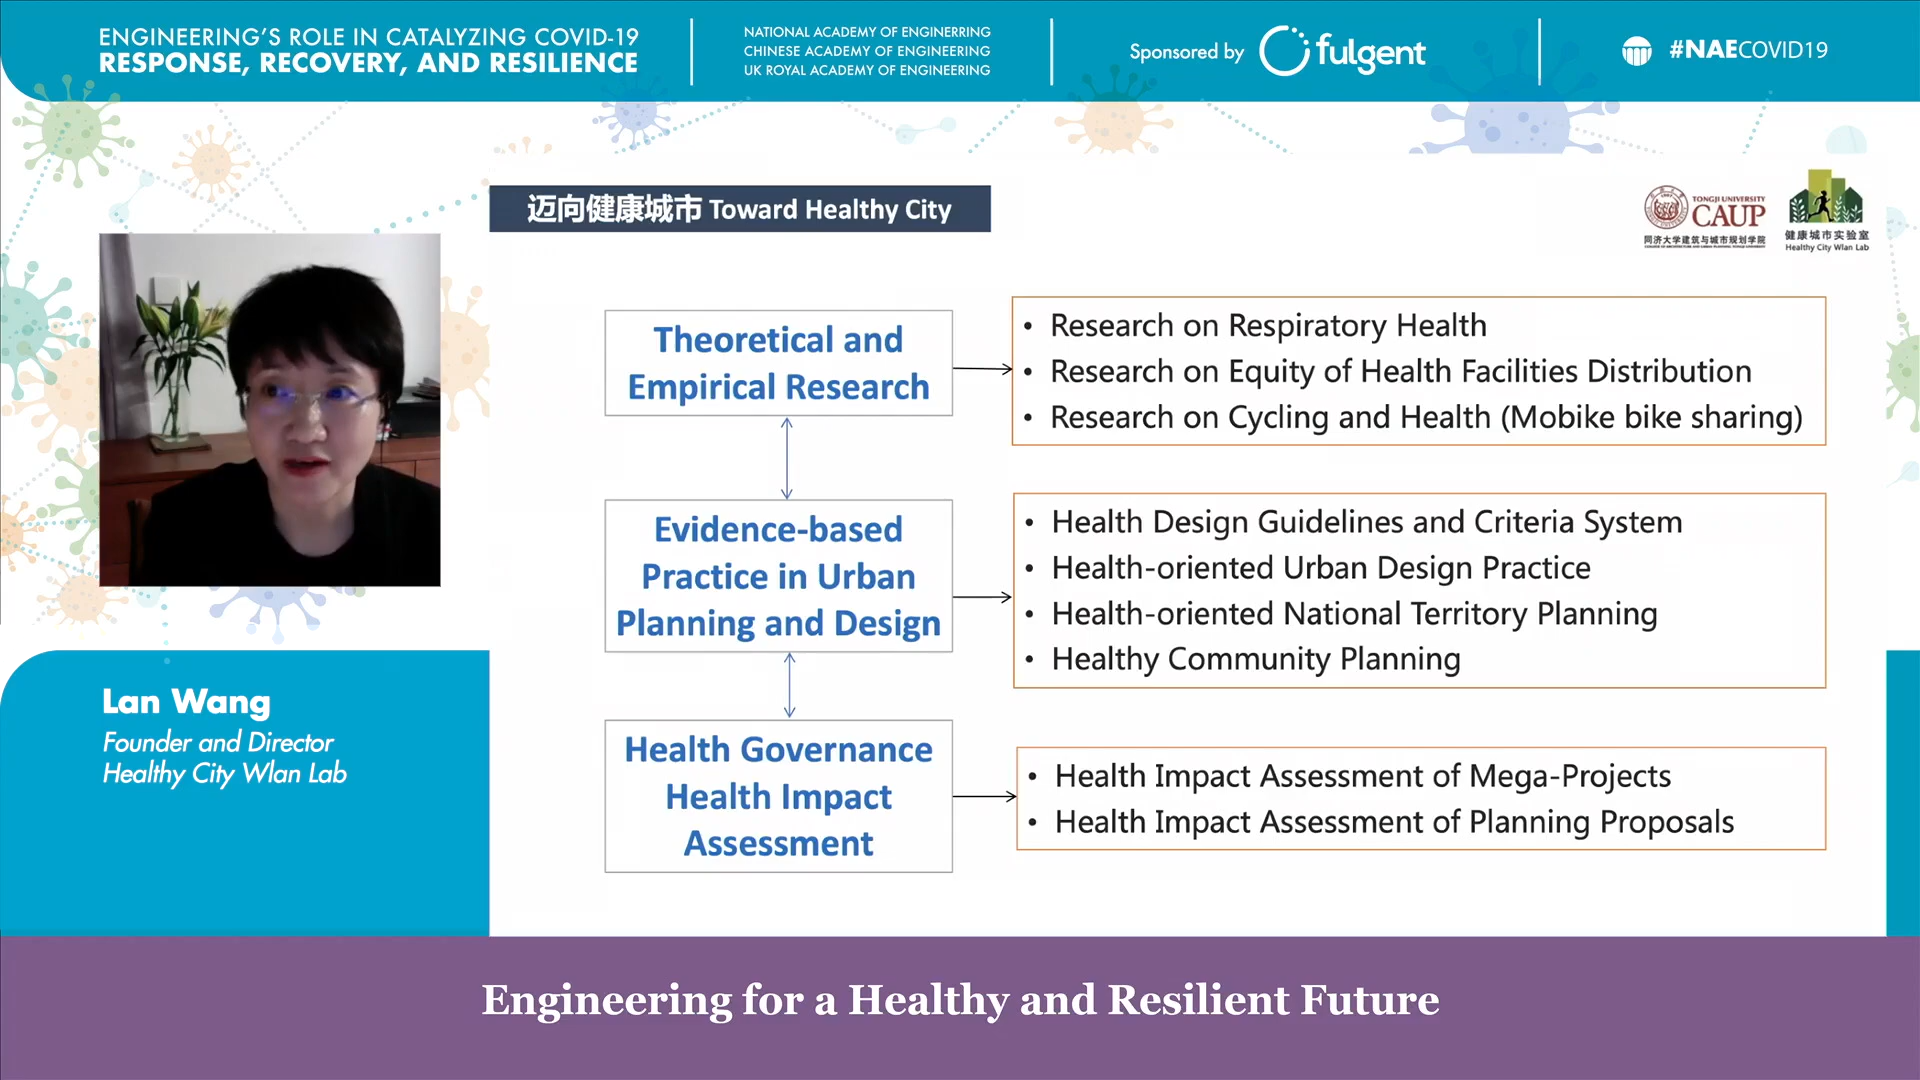 ENGINEERING'S ROLE IN CATALYZING COVID-19
RESPONSE, RECOVERY, AND RESILIENCE
NATIONAL ACADEMY OF ENGINERRING
CHINESE ACADEMY OF ENGINEERING
UK ROYAL ACADEMY OF ENGINEERING
Sponsored by fulgent
#NAECOVID19
迈向健康城市 Toward Healthy City
TONGJI UNIVERSITY
CAUP
同济大学建筑与城市规划学院
健康城市实验室
Healthy City Wlan Lab
Theoretical and
Empirical Research
• Research on Respiratory Health
• Research on Equity of Health Facilities Distribution
• Research on Cycling and Health (Mobike bike sharing)
Evidence-based
Practice in Urban
Planning and Design
• Health Design Guidelines and Criteria System
• Health-oriented Urban Design Practice
• Health-oriented National Territory Planning
• Healthy Community Planning
Health Governance
Health Impact
Assessment
• Health Impact Assessment of Mega-Projects
• Health Impact Assessment of Planning Proposals
Lan Wang
Founder and Director
Healthy City Wlan Lab
Engineering for a Healthy and Resilient Future